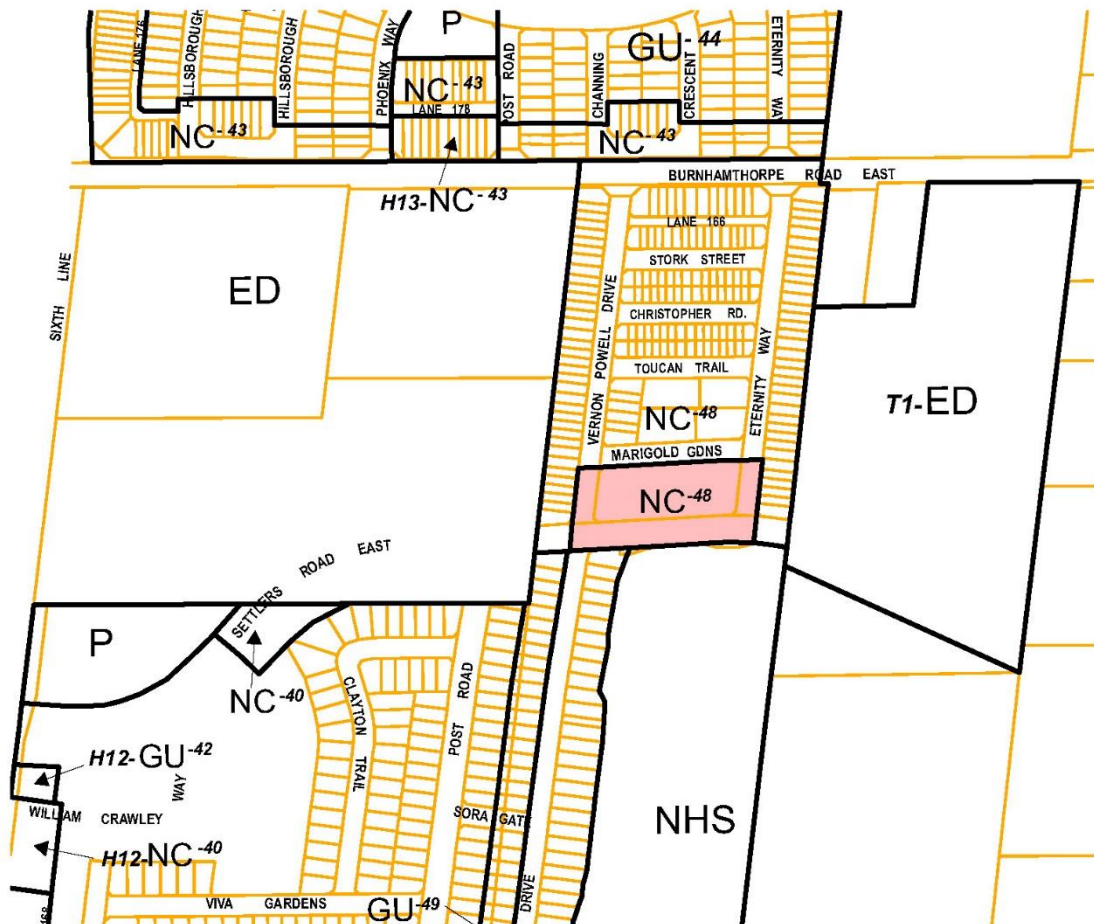 LANE 176
HILLSBOROUGH
HILLSBOROUGH
PHOENIX WAY
P
POST ROAD
CHANNING
GU-44
CRESCENT
ETERNITY WA
NC-43
LANE 178
NC-43
NC-43
H13-NC-43
BURNHAMTHORPE ROAD EAST
LANE 166
STORK STREET
CHRISTOPHER RD.
TOUCAN TRAIL
NC-48
MARIGOLD GDNS
NC-48
VERNON POWELL DRIVE
ETERNITY WAY
SIXTH LINE
ED
T1-ED
SETTLERS ROAD EAST
P
NC-40
CLAYTON TRAIL
POST ROAD
H12-GU-42
WILLIAM CRAWLEY WAY
H12-NC-40
SORA GATE
NHS
VIVA GARDENS
GU-49
DRIVE
168